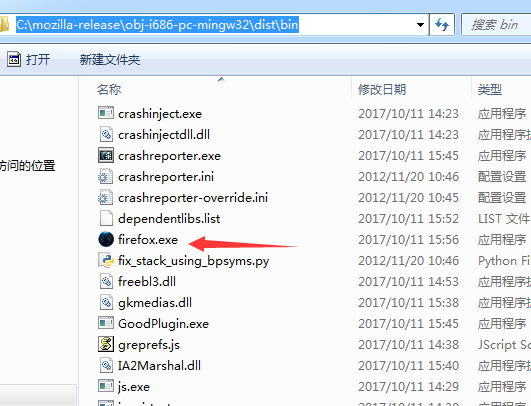 C:\mozilla-release\obj-i686-pc-mingw32\dist\bin 搜索 bin
打开 新建文件夹
名称 修改日期 类型
crashinject.exe 2017/10/11 14:23 应用程序
crashinjectdll.dll 2017/10/11 14:23 应用程序扩
crashreporter.exe 2017/10/11 15:45 应用程序
访问的位置
crashreporter.ini 2012/11/20 10:46 配置设置
crashreporter-override.ini 2012/11/20 10:46 配置设置
dependentlibs.list 2017/10/11 15:52 LIST 文件
firefox.exe 2017/10/11 15:56 应用程序
fix_stack_using_bpsyms.py 2012/11/20 10:46 Python Fi
freebl3.dll 2017/10/11 14:53 应用程序扩
gkmedias.dll 2017/10/11 15:38 应用程序扩
GoodPlugin.exe 2017/10/11 15:45 应用程序
greprefs.js 2017/10/11 14:38 JScript Sc
IA2Marshal.dll 2017/10/11 15:40 应用程序扩
js.exe 2017/10/11 14:29 应用程序